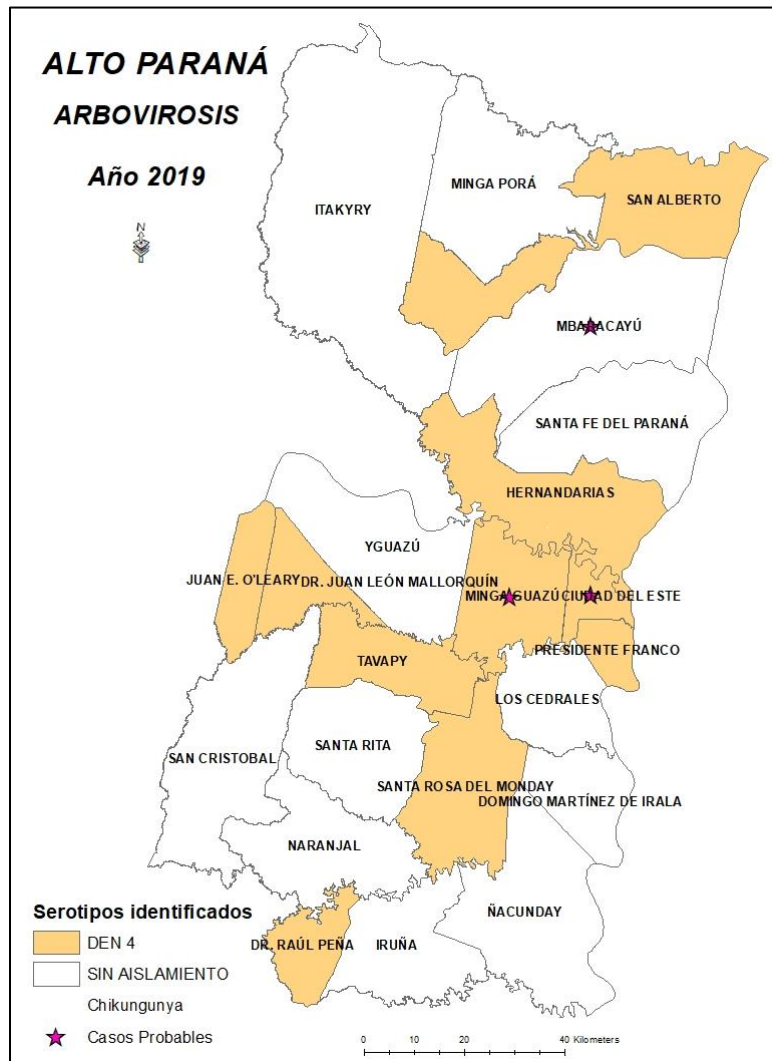 ALTO PARANÁ
ARBOVIROSIS
Año 2019
N
ITAKYRY
MINGA PORÁ
SAN ALBERTO
MBARACAYÚ
SANTA FE DEL PARANÁ
HERNANDARIAS
YGUAZÚ
JUAN E. O'LEARY
DR. JUAN LEÓN MALLORQUÍN
MINGA GUAZÚ
CIUDAD DEL ESTE
PRESIDENTE FRANCO
TAVAPY
LOS CEDRALES
SANTA RITA
SAN CRISTOBAL
SANTA ROSA DEL MONDAY
DOMINGO MARTÍNEZ DE IRALA
NARANJAL
ÑACUNDAY
DR. RAÚL PEÑA
IRUÑA
Serotipos identificados
DEN 4
SIN AISLAMIENTO
Chikungunya
Casos Probables
0 10 20 40 Kilometers